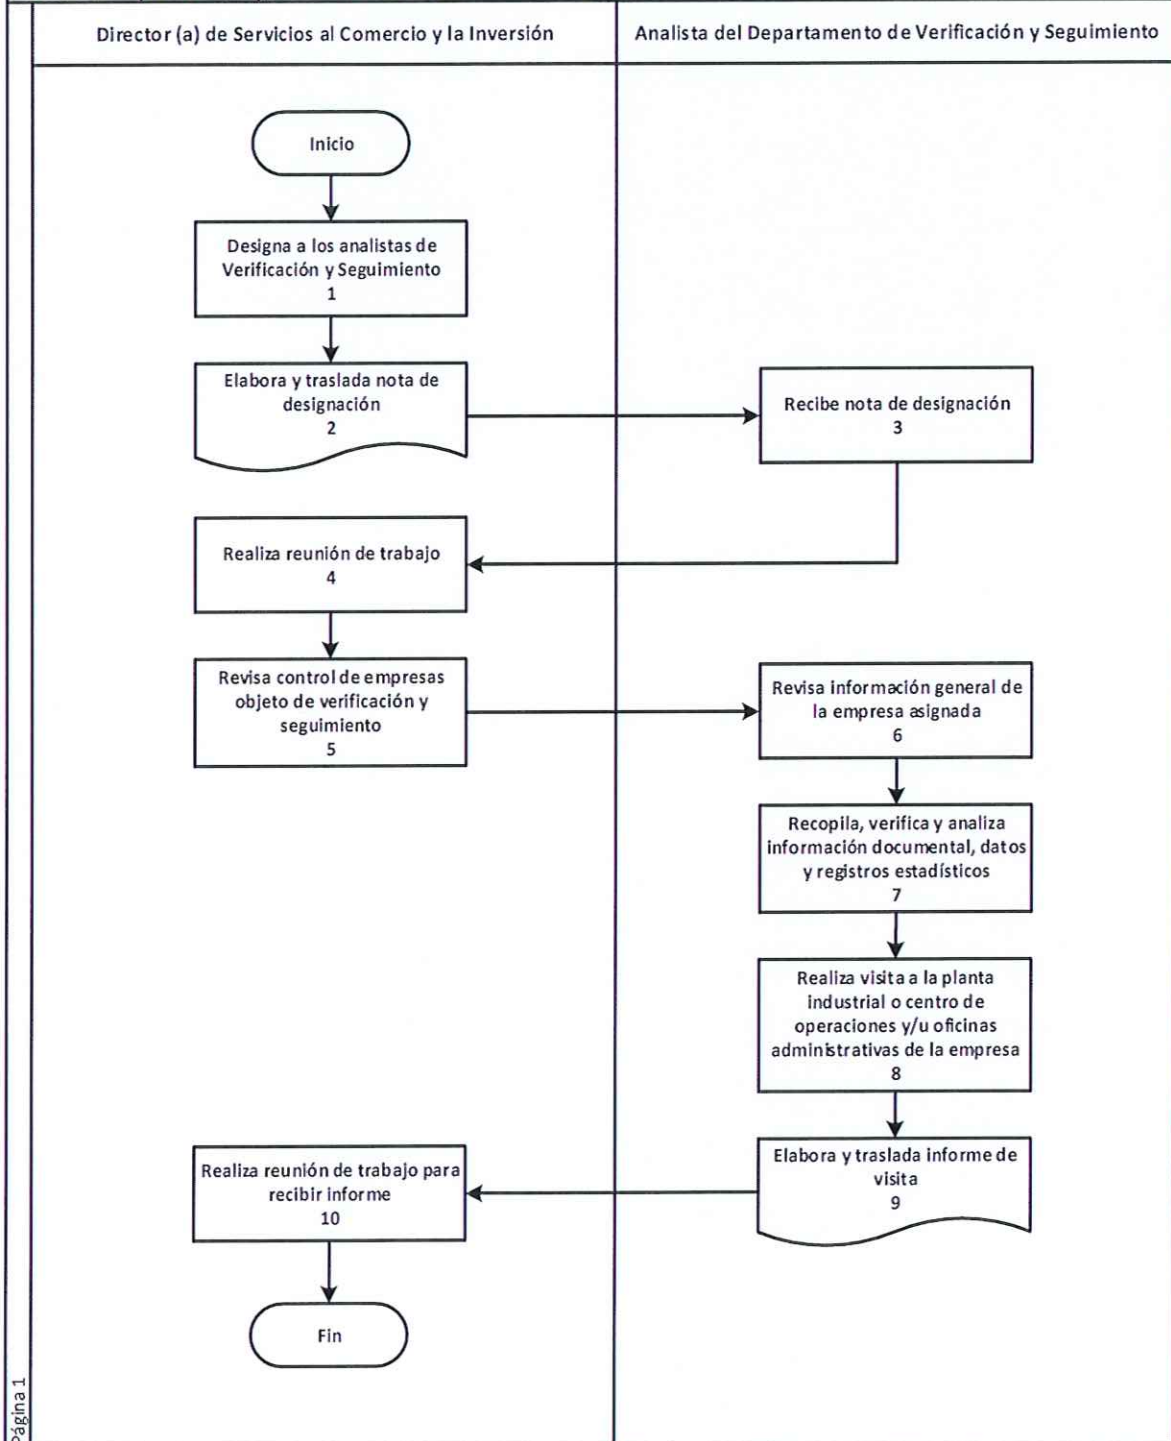 Director (a) de Servicios al Comercio y la Inversión
Analista del Departamento de Verificación y Seguimiento
Inicio
Designa a los analistas de
Verificación y Seguimiento
1
Elabora y traslada nota de
designación
2
Recibe nota de designación
3
Realiza reunión de trabajo
4
Revisa control de empresas
objeto de verificación y
seguimiento
5
Revisa información general de
la empresa asignada
6
Recopila, verifica y analiza
información documental, datos
y registros estadísticos
7
Realiza visita a la planta
industrial o centro de
operaciones y/u oficinas
administrativas de la empresa
8
Elabora y traslada informe de
visita
9
Realiza reunión de trabajo para
recibir informe
10
Fin
Página 1